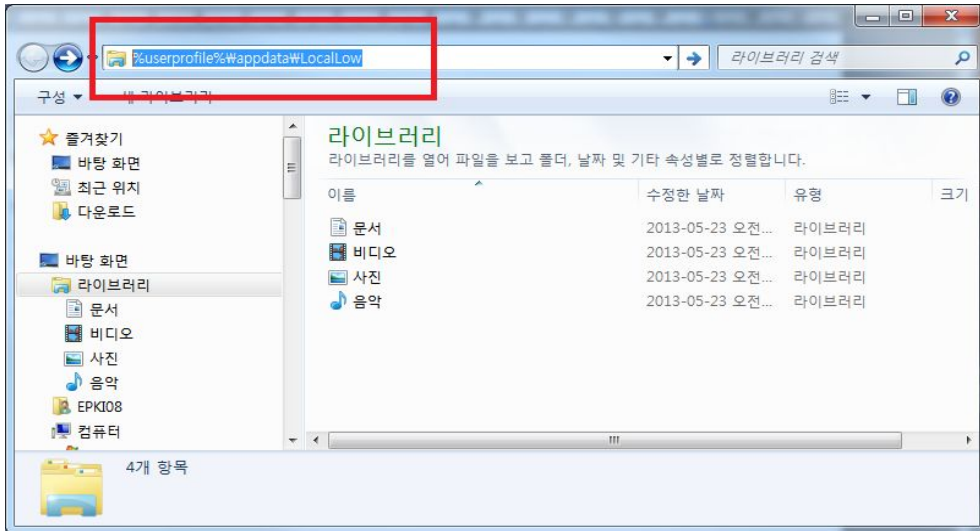 %userprofile%₩appdata₩LocalLow
라이브러리 검색
구성
새 라이브러리
즐겨찾기
바탕 화면
최근 위치
다운로드
바탕 화면
라이브러리
문서
비디오
사진
음악
EPKI08
컴퓨터
라이브러리
라이브러리를 열어 파일을 보고 폴더, 날짜 및 기타 속성별로 정렬합니다.
이름 수정한 날짜 유형 크기
문서 2013-05-23 오전... 라이브러리
비디오 2013-05-23 오전... 라이브러리
사진 2013-05-23 오전... 라이브러리
음악 2013-05-23 오전... 라이브러리
4개 항목